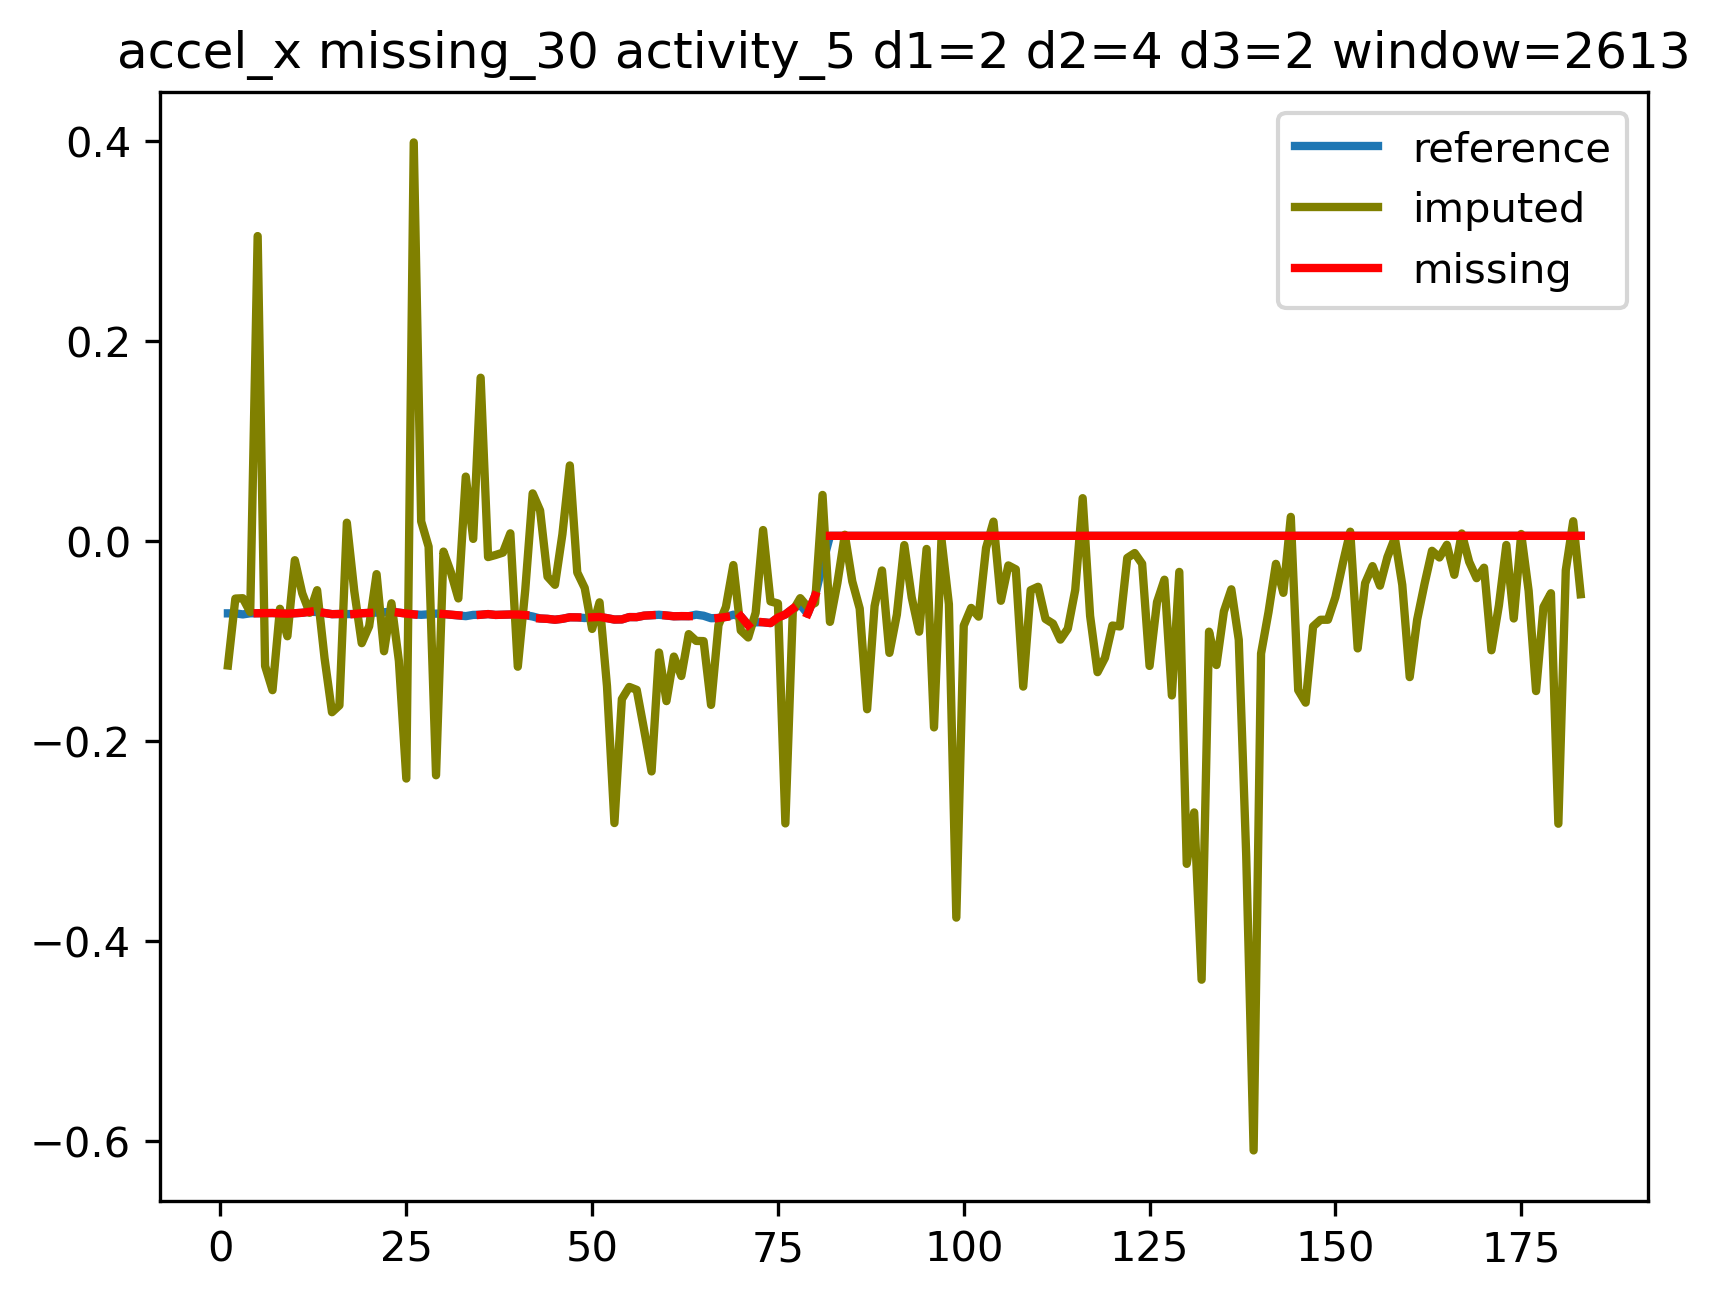 accel_x missing_30 activity_5 d1=2 d2=4 d3=2 window=2613
reference
imputed
missing
0.4
0.2
0.0
−0.2
−0.4
−0.6
0 25 50 75 100 125 150 175